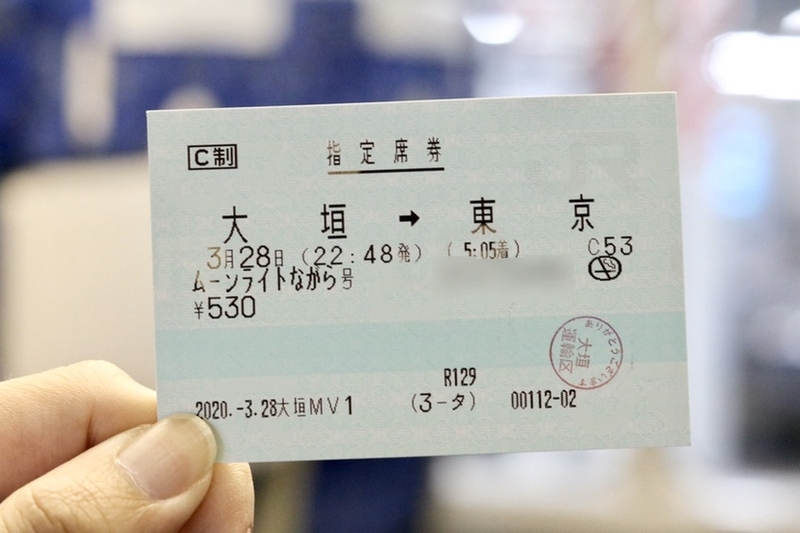 C制 指定席券
大垣 → 東京
3月28日 (22:48発) (5:05着) C53
ムーンライトながら号
¥530
ありがとうございます
大垣
運輸区
R129
2020.-3.28大垣MV1 (3-タ) 00112-02